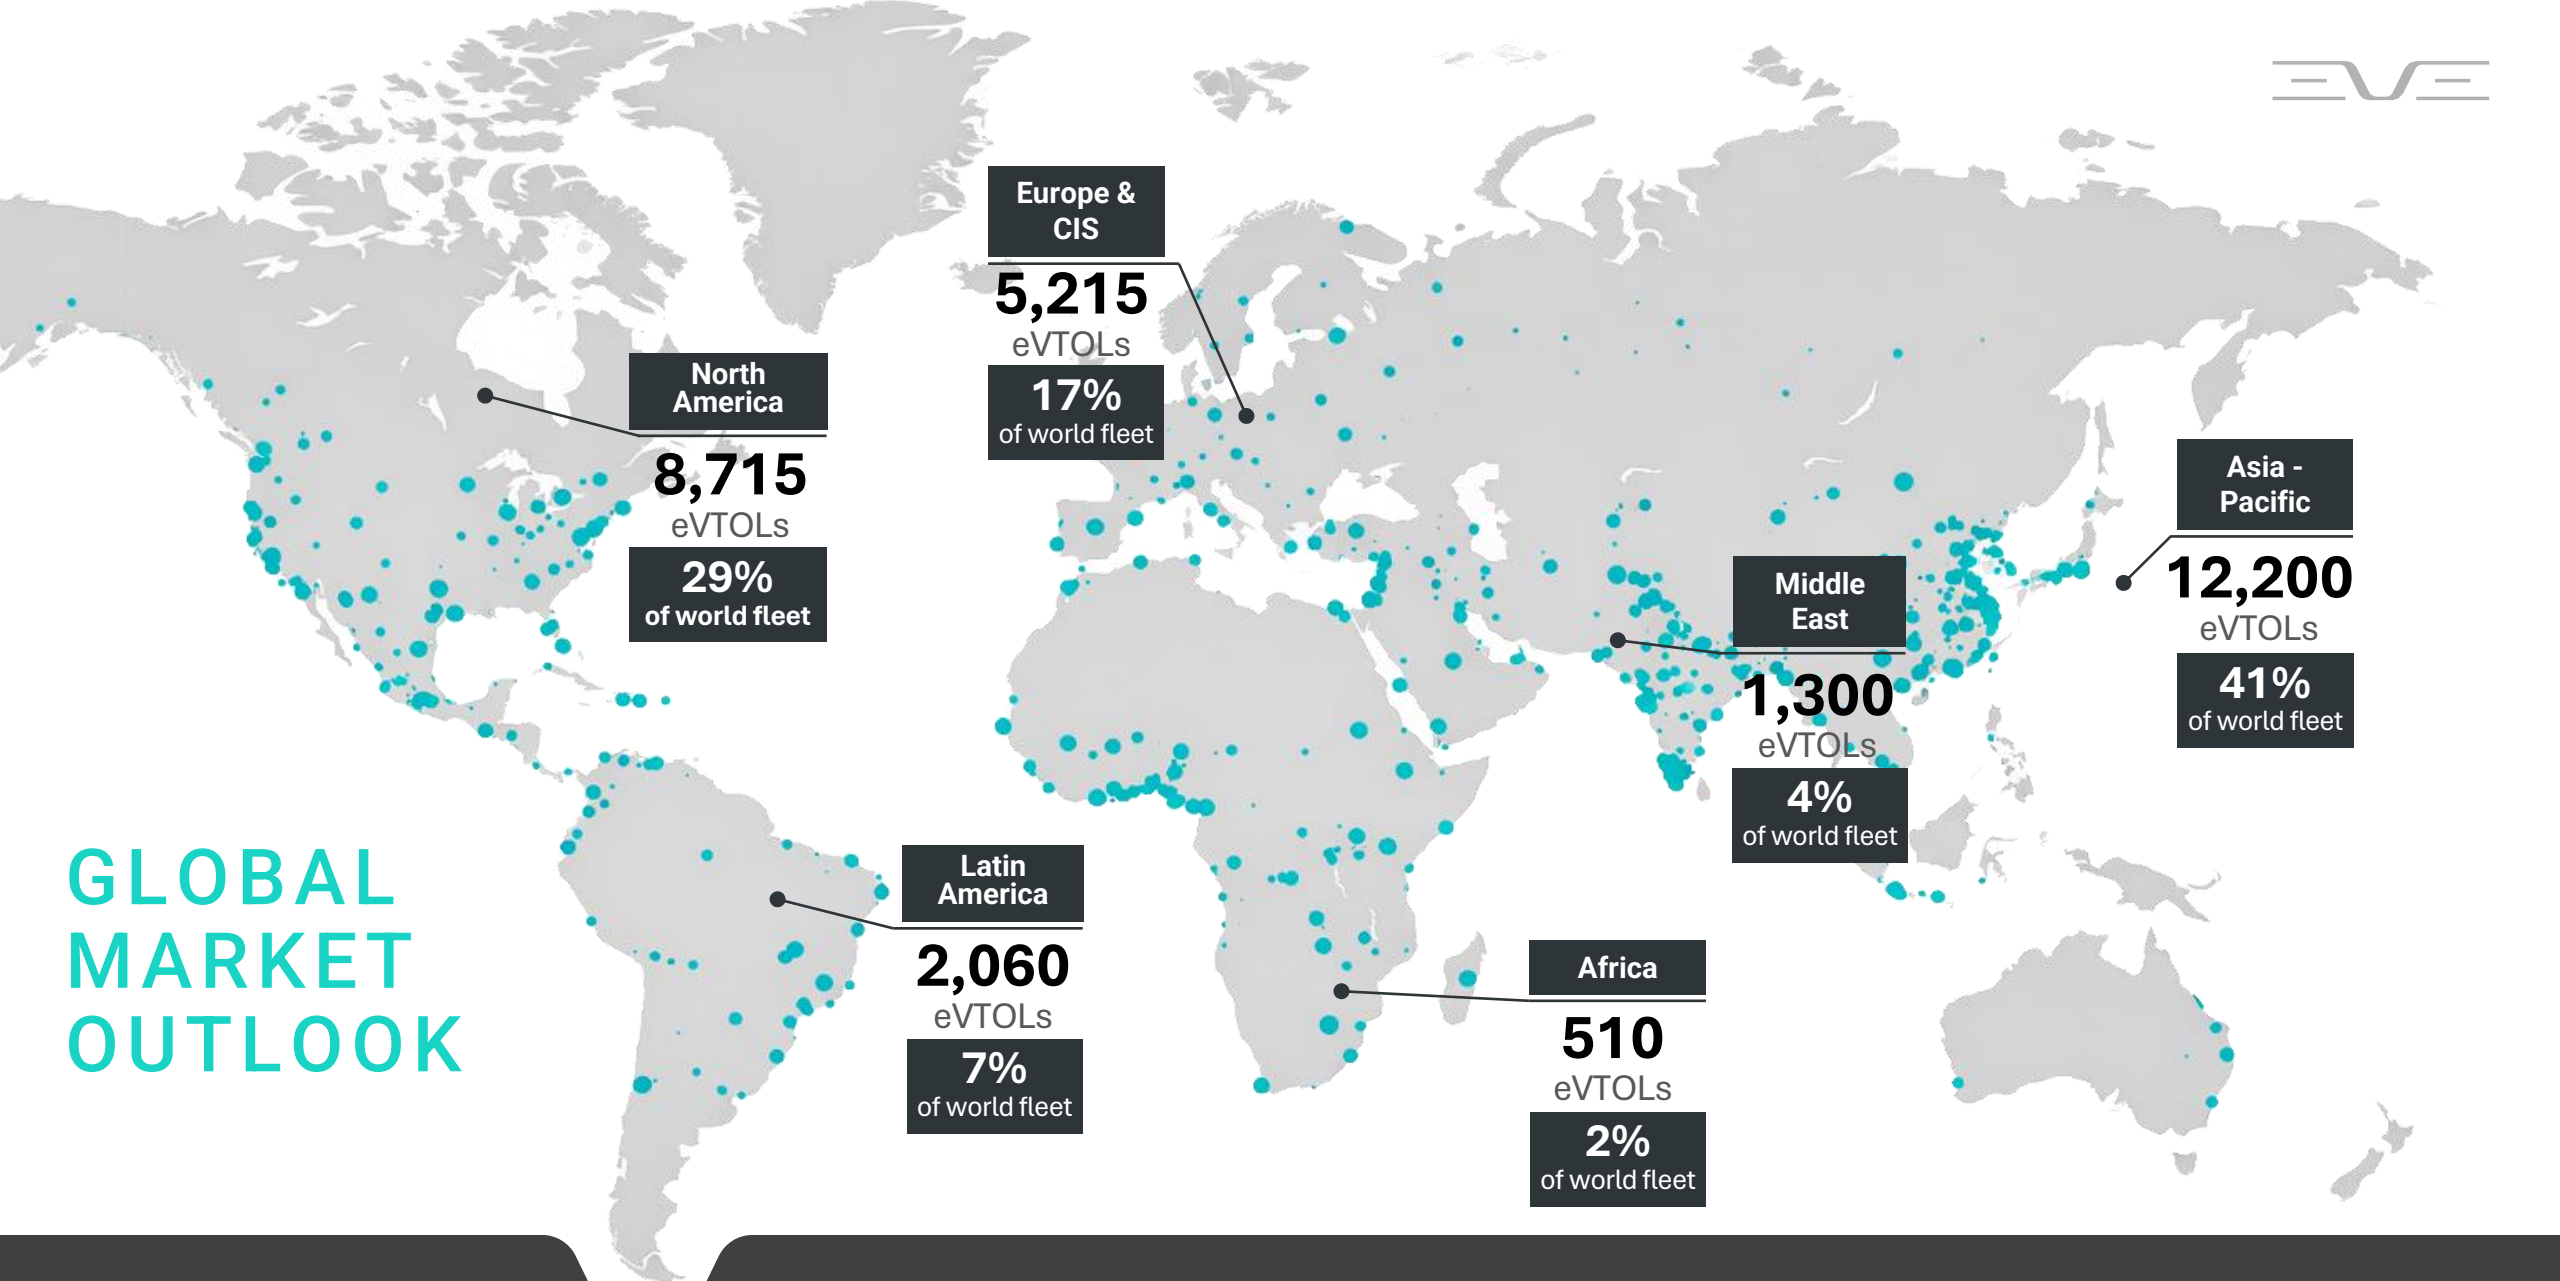 EVE
Europe &
CIS
5,215
eVTOLs
17%
of world fleet
North
America
8,715
eVTOLs
29%
of world fleet
Asia -
Pacific
12,200
eVTOLs
41%
of world fleet
Middle
East
1,300
eVTOLs
4%
of world fleet
Latin
America
2,060
eVTOLs
7%
of world fleet
Africa
510
eVTOLs
2%
of world fleet
GLOBAL
MARKET
OUTLOOK